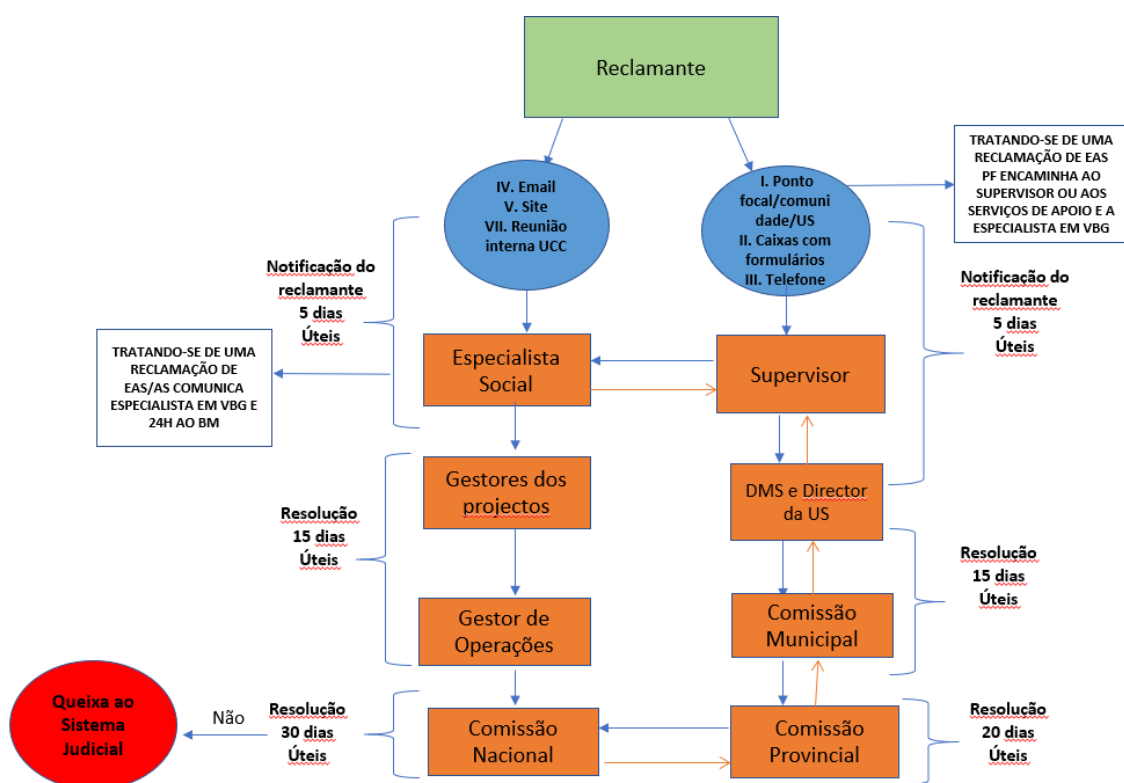 Reclamante
TRATANDO-SE DE UMA
RECLAMAÇÃO DE EAS
PF ENCAMINHA AO
SUPERVISOR OU AOS
SERVIÇOS DE APOIO E A
ESPECIALISTA EM VBG
IV. Email
V. Site
VII. Reunião
interna UCC
I. Ponto
focal/comuni
dade/US
II. Caixas com
formulários
III. Telefone
Notificação do
reclamante
5 dias
Úteis
Notificação do
reclamante
5 dias
Úteis
TRATANDO-SE DE UMA
RECLAMAÇÃO DE
EAS/AS COMUNICA
ESPECIALISTA EM VBG E
24H AO BM
Especialista
Social
Supervisor
Gestores dos
projectos
DMS e Director
da US
Resolução
15 dias
Úteis
Resolução
15 dias
Úteis
Gestor de
Operações
Comissão
Municipal
Queixa ao
Sistema
Judicial
Não
Resolução
30 dias
Úteis
Comissão
Nacional
Comissão
Provincial
Resolução
20 dias
Úteis